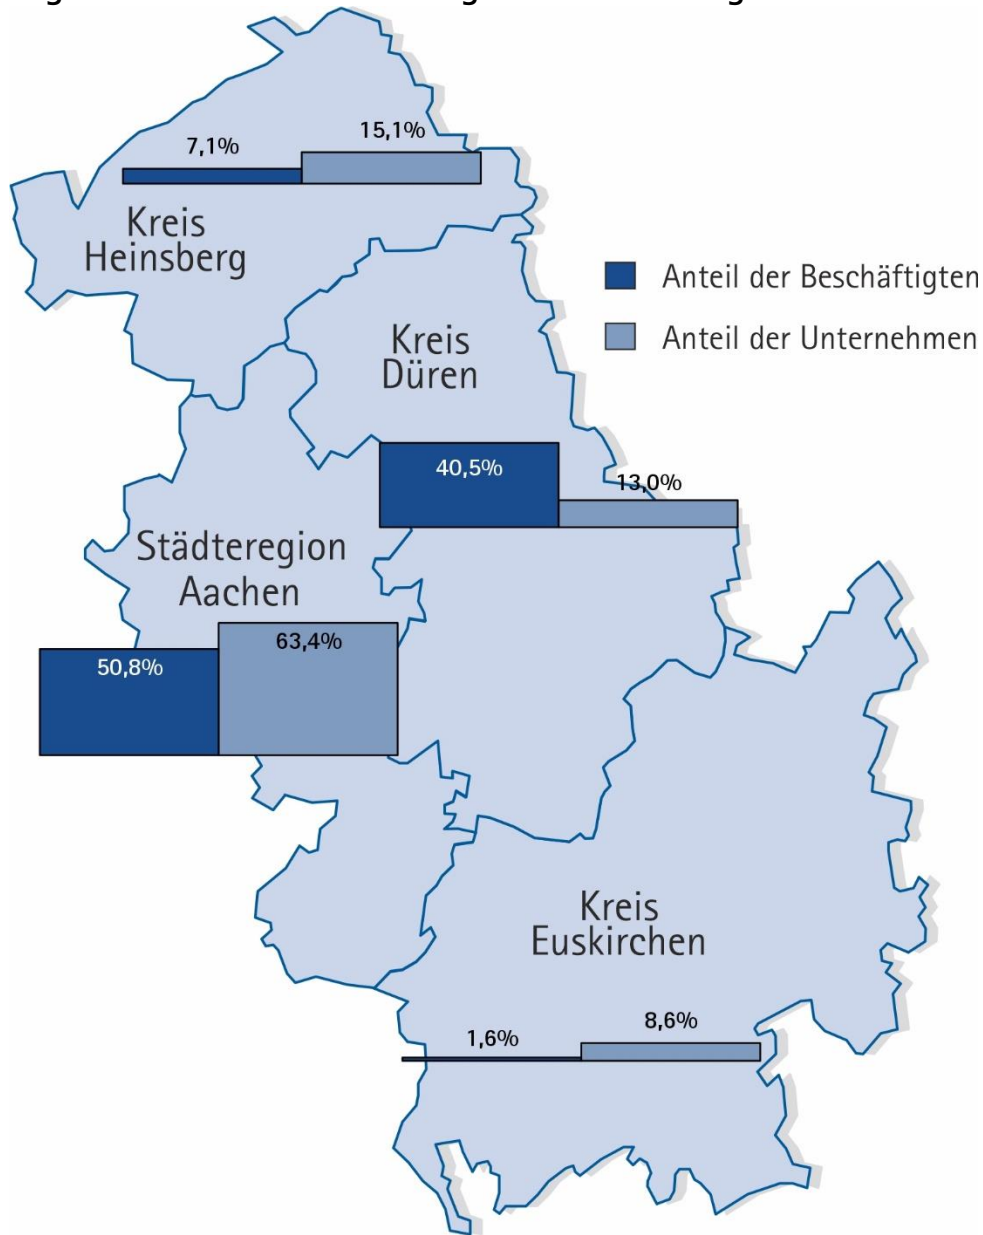 15,1%
7,1%
Kreis
Heinsberg
Anteil der Beschäftigten
Anteil der Unternehmen
Kreis
Düren
40,5%
13,0%
Städteregion
Aachen
63,4%
50,8%
Kreis
Euskirchen
8,6%
1,6%